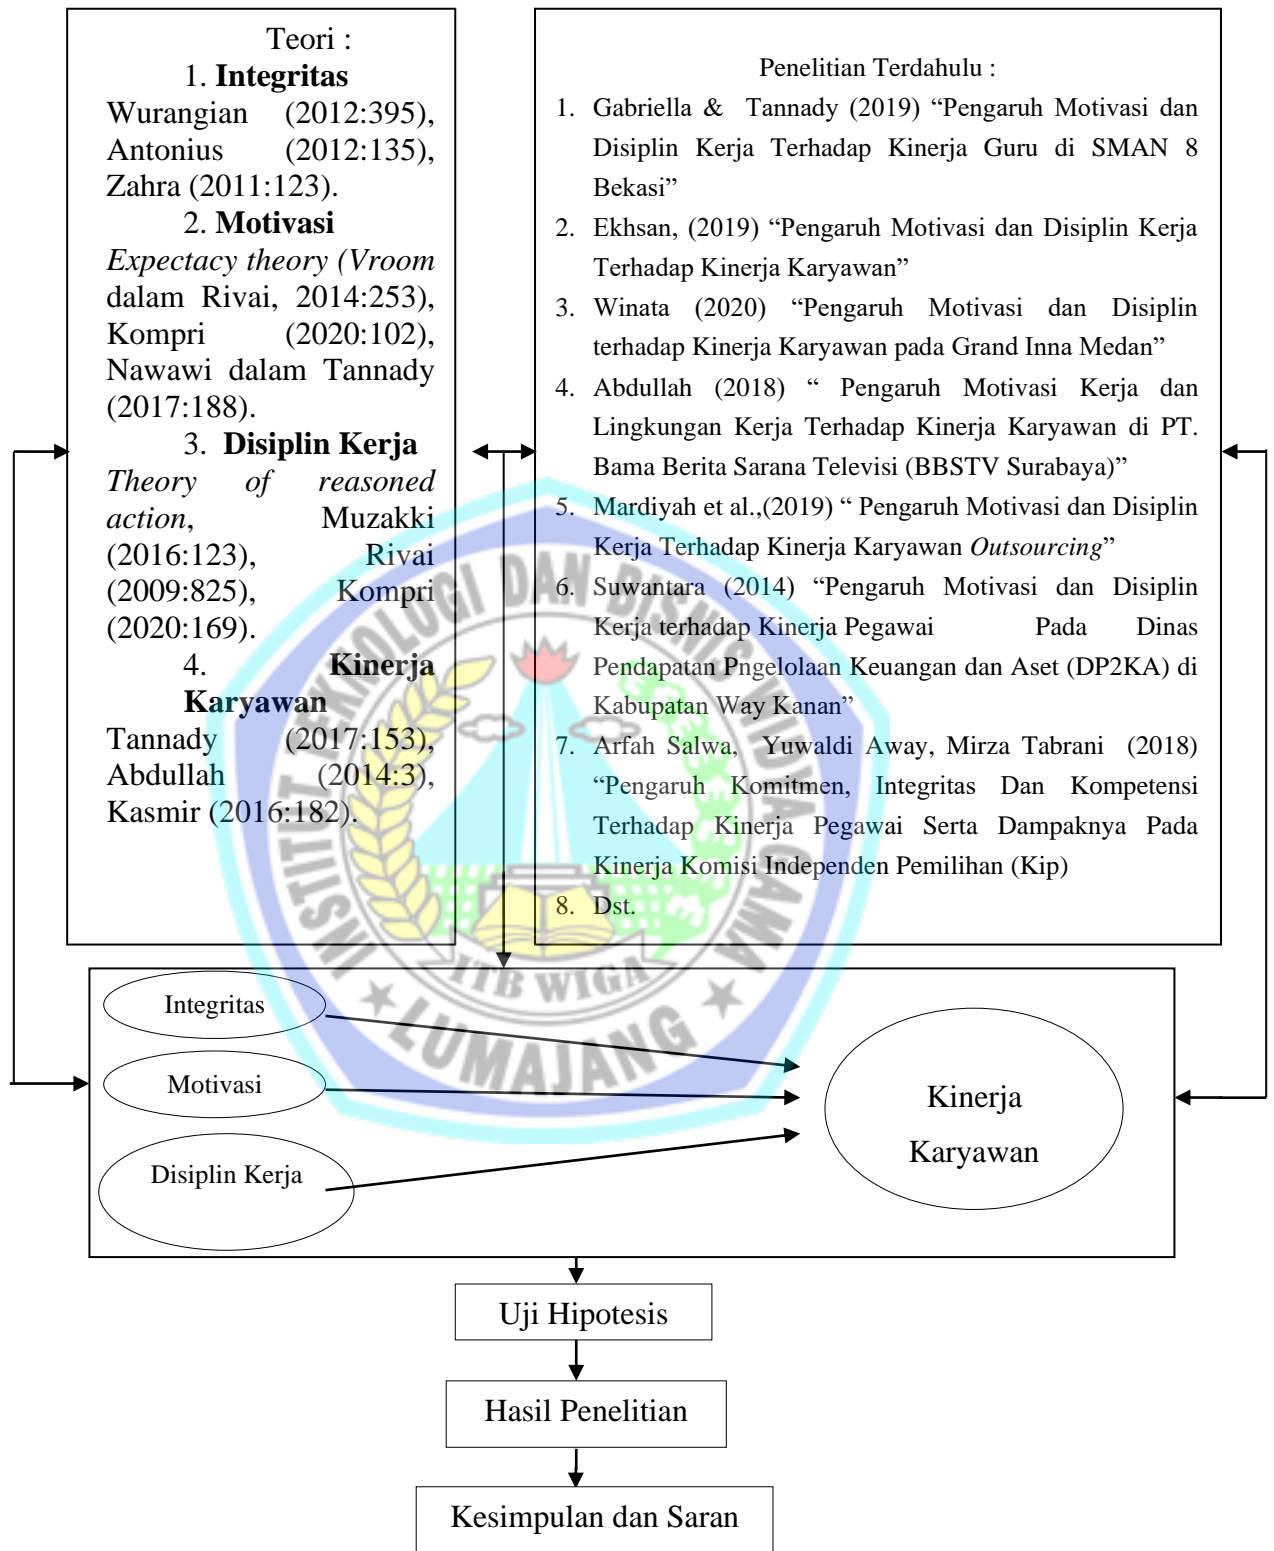 Teori :
1. Integritas
Wurangian (2012:395),
Antonius (2012:135),
Zahra (2011:123).
2. Motivasi
Expectacy theory (Vroom
dalam Rivai, 2014:253),
Kompri (2020:102),
Nawawi dalam Tannady
(2017:188).
3. Disiplin Kerja
Theory of reasoned
action, Muzakki
(2016:123), Rivai
(2009:825), Kompri
(2020:169).
4. Kinerja
Karyawan
Tannady (2017:153),
Abdullah (2014:3),
Kasmir (2016:182).
Penelitian Terdahulu :
1. Gabriella & Tannady (2019) “Pengaruh Motivasi dan
Disiplin Kerja Terhadap Kinerja Guru di SMAN 8
Bekasi”
2. Ekhsan, (2019) “Pengaruh Motivasi dan Disiplin Kerja
Terhadap Kinerja Karyawan”
3. Winata (2020) “Pengaruh Motivasi dan Disiplin
terhadap Kinerja Karyawan pada Grand Inna Medan”
4. Abdullah (2018) “ Pengaruh Motivasi Kerja dan
Lingkungan Kerja Terhadap Kinerja Karyawan di PT.
Bama Berita Sarana Televisi (BBSTV Surabaya)”
5. Mardiyah et al.,(2019) “ Pengaruh Motivasi dan Disiplin
Kerja Terhadap Kinerja Karyawan Outsourcing”
6. Suwantara (2014) “Pengaruh Motivasi dan Disiplin
Kerja terhadap Kinerja Pegawai Pada Dinas
Pendapatan Pngelolaan Keuangan dan Aset (DP2KA) di
Kabupatan Way Kanan”
7. Arfah Salwa, Yuwaldi Away, Mirza Tabrani (2018)
“Pengaruh Komitmen, Integritas Dan Kompetensi
Terhadap Kinerja Pegawai Serta Dampaknya Pada
Kinerja Komisi Independen Pemilihan (Kip)
8. Dst.
INSTITUT TEKNOLOGI DAN BISNIS WIDYA GAMA
ITB WIGA
LUMAJANG
Integritas
Motivasi
Disiplin Kerja
Kinerja
Karyawan
Uji Hipotesis
Hasil Penelitian
Kesimpulan dan Saran